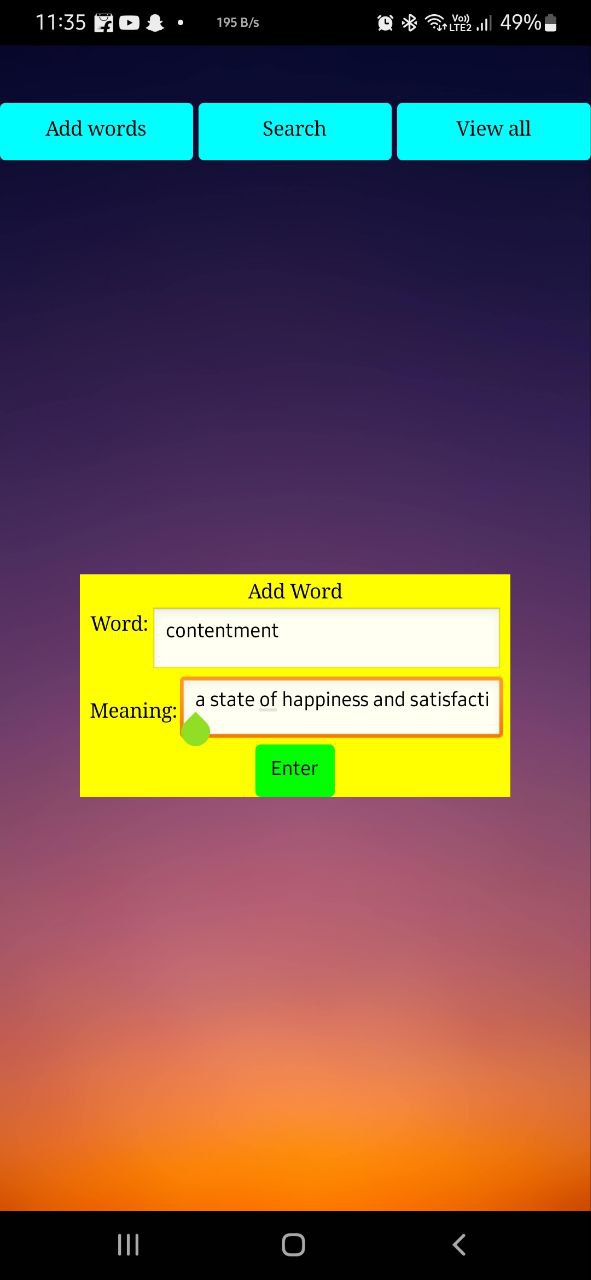 11:35 195 B/s Vo) LTE2 49%
Add words Search View all
Add Word
Word: contentment
Meaning: a state of happiness and satisfacti
Enter